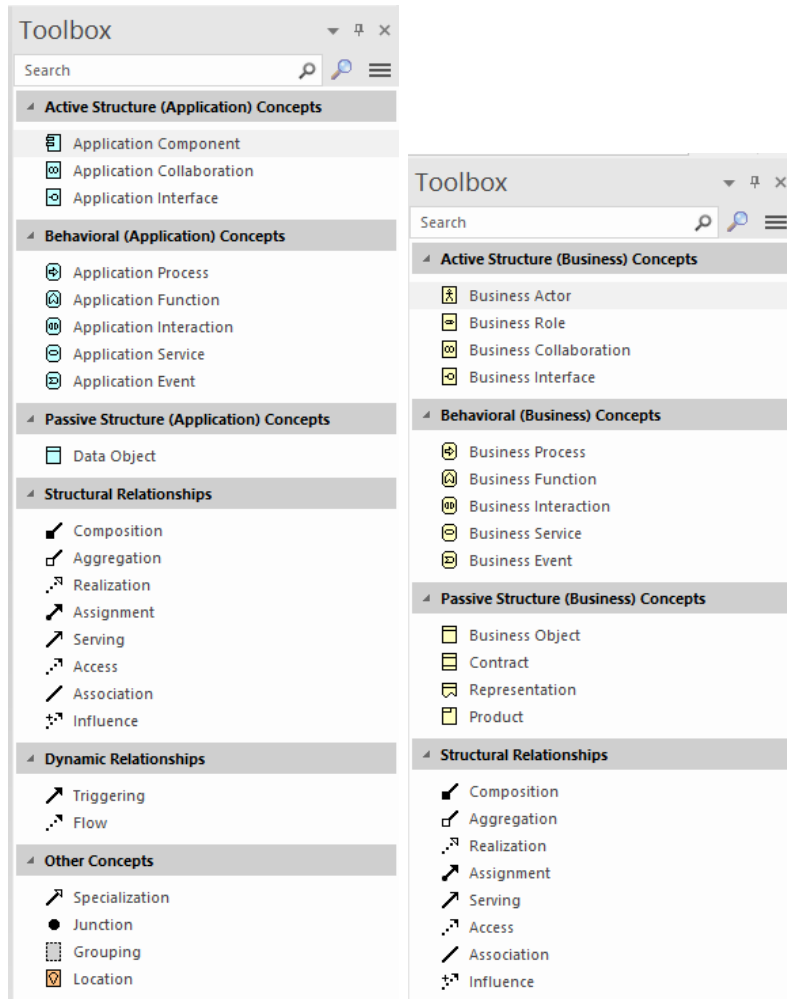 Toolbox
Search
Active Structure (Application) Concepts
Application Component
Application Collaboration
Application Interface
Behavioral (Application) Concepts
Application Process
Application Function
Application Interaction
Application Service
Application Event
Passive Structure (Application) Concepts
Data Object
Structural Relationships
Composition
Aggregation
Realization
Assignment
Serving
Access
Association
Influence
Dynamic Relationships
Triggering
Flow
Other Concepts
Specialization
Junction
Grouping
Location
Toolbox
Search
Active Structure (Business) Concepts
Business Actor
Business Role
Business Collaboration
Business Interface
Behavioral (Business) Concepts
Business Process
Business Function
Business Interaction
Business Service
Business Event
Passive Structure (Business) Concepts
Business Object
Contract
Representation
Product
Structural Relationships
Composition
Aggregation
Realization
Assignment
Serving
Access
Association
Influence